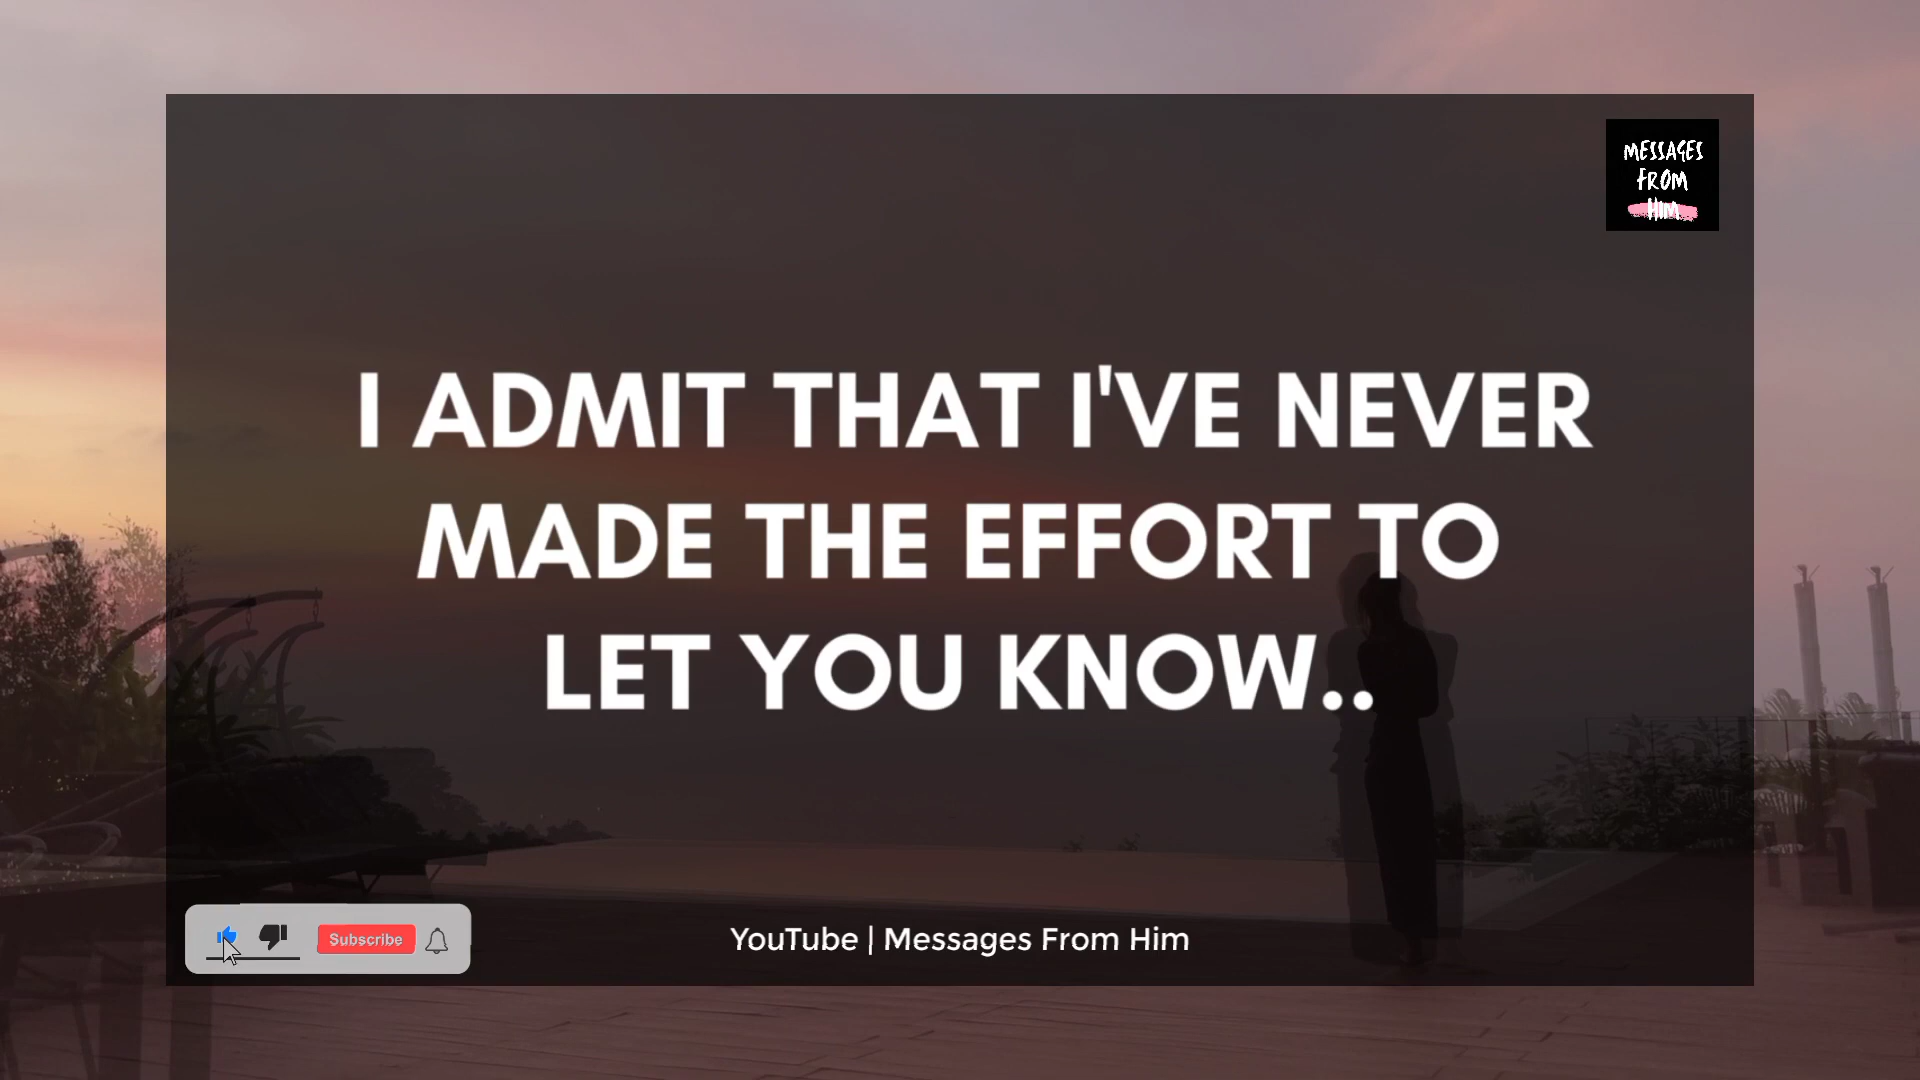 MESSAGES
FROM
HIM
I ADMIT THAT I'VE NEVER
MADE THE EFFORT TO
LET YOU KNOW..
Subscribe
YouTube | Messages From Him